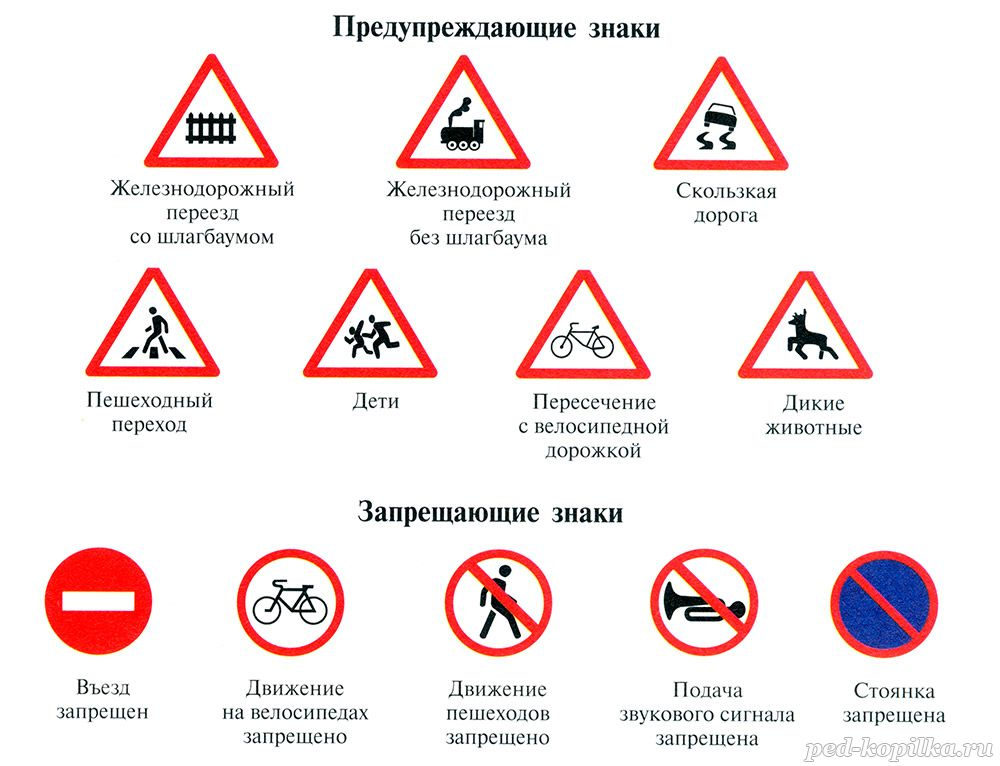 Предупреждающие знаки
Железнодорожный
переезд
со шлагбаумом
Железнодорожный
переезд
без шлагбаума
Скользкая
дорога
Пешеходный
переход
Дети
Пересечение
с велосипедной
дорожкой
Дикие
животные
Запрещающие знаки
Въезд
запрещен
Движение
на велосипедах
запрещено
Движение
пешеходов
запрещено
Подача
звукового сигнала
запрещена
Стоянка
запрещена
ped-kopilka.ru